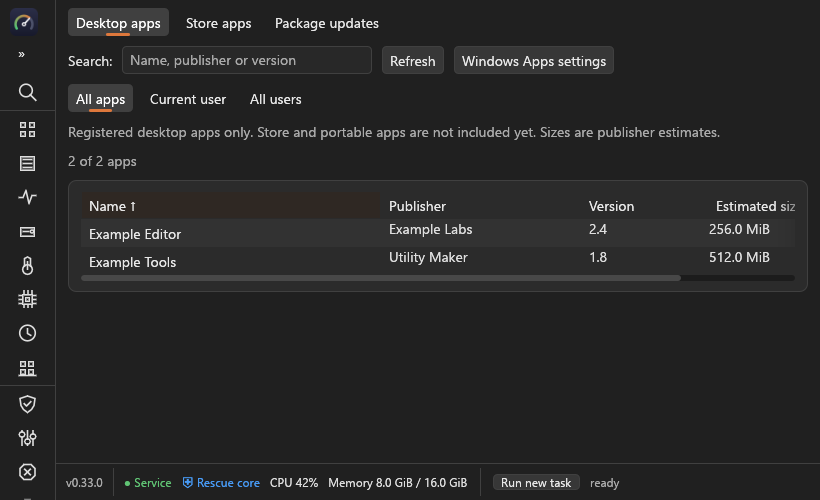 Desktop apps Store apps Package updates
»
Search: Name, publisher or version Refresh Windows Apps settings
All apps Current user All users
Registered desktop apps only. Store and portable apps are not included yet. Sizes are publisher estimates.
2 of 2 apps
Name ↑ Publisher Version Estimated siz
Example Editor Example Labs 2.4 256.0 MiB
Example Tools Utility Maker 1.8 512.0 MiB
v0.33.0 Service Rescue core CPU 42% Memory 8.0 GiB / 16.0 GiB Run new task ready